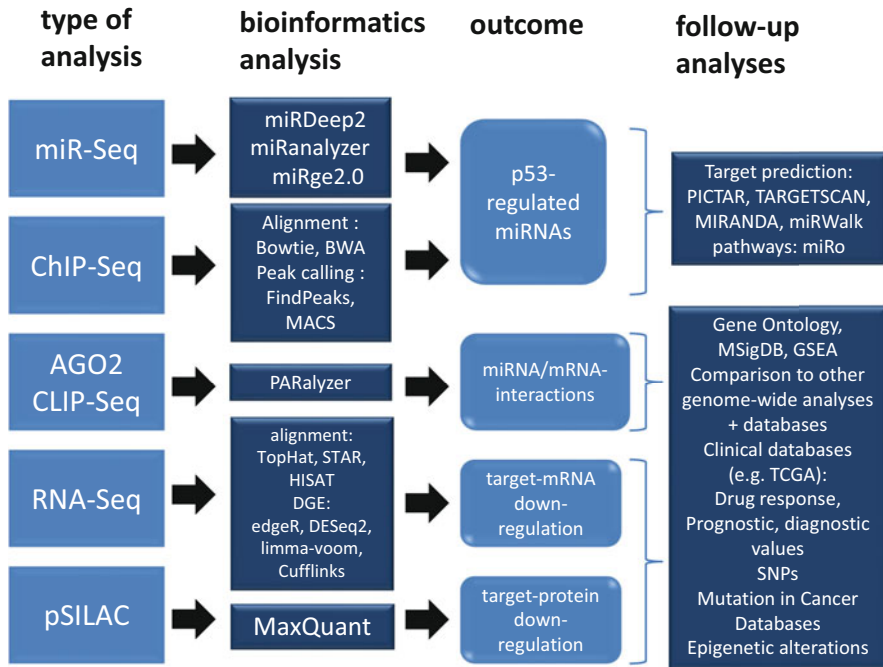 type of
analysis
bioinformatics
analysis
outcome
follow-up
analyses
miR-Seq
miRDeep2
miRanalyzer
miRge2.0
p53-
regulated
miRNAs
Target prediction:
PICTAR, TARGETSCAN,
MIRANDA, miRWalk
pathways: miRo
ChIP-Seq
Alignment :
Bowtie, BWA
Peak calling :
FindPeaks,
MACS
AGO2
CLIP-Seq
PARalyzer
miRNA/mRNA-
interactions
Gene Ontology,
MSigDB, GSEA
Comparison to other
genome-wide analyses
+ databases
Clinical databases
(e.g. TCGA):
Drug response,
Prognostic, diagnostic
values
SNPs
Mutation in Cancer
Databases
Epigenetic alterations
RNA-Seq
alignment:
TopHat, STAR,
HISAT
DGE:
edgeR, DESeq2,
limma-voom,
Cufflinks
target-mRNA
down-
regulation
pSILAC
MaxQuant
target-protein
down-
regulation